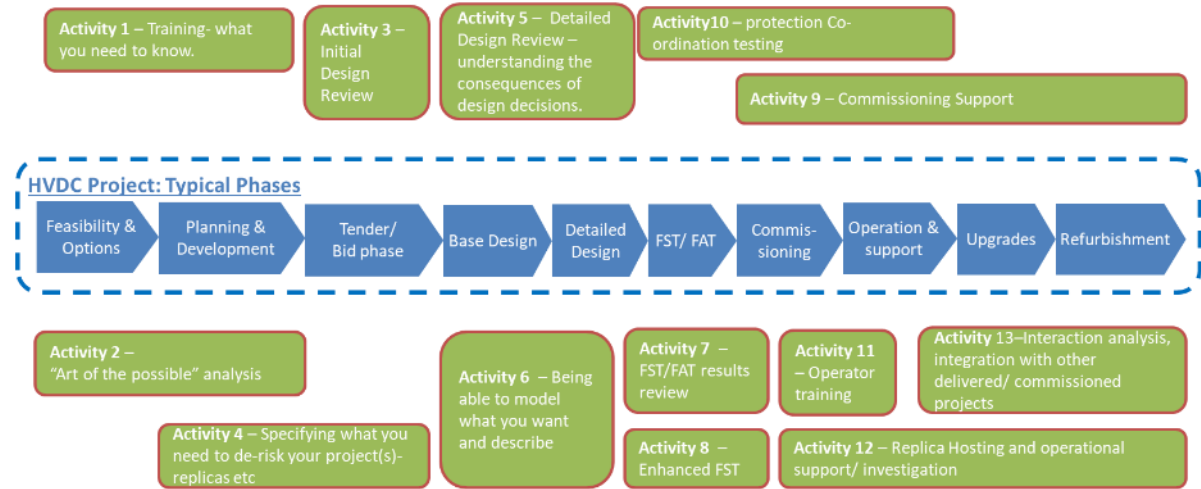 Activity 1 – Training- what
you need to know.
Activity 3 –
Initial
Design
Review
Activity 5 – Detailed
Design Review –
understanding the
consequences of
design decisions.
Activity10 – protection Co-
ordination testing
Activity 9 – Commissioning Support
HVDC Project: Typical Phases
Feasibility &
Options
Planning &
Development
Tender/
Bid phase
Base Design
Detailed
Design
FST/ FAT
Commis-
sioning
Operation &
support
Upgrades
Refurbishment
Activity 2 –
“Art of the possible” analysis
Activity 4 – Specifying what you
need to de-risk your project(s)-
replicas etc
Activity 6 – Being
able to model
what you want
and describe
Activity 7 –
FST/FAT results
review
Activity 8 –
Enhanced FST
Activity 11
– Operator
training
Activity 13–Interaction analysis,
integration with other
delivered/ commissioned
projects
Activity 12 – Replica Hosting and operational
support/ investigation